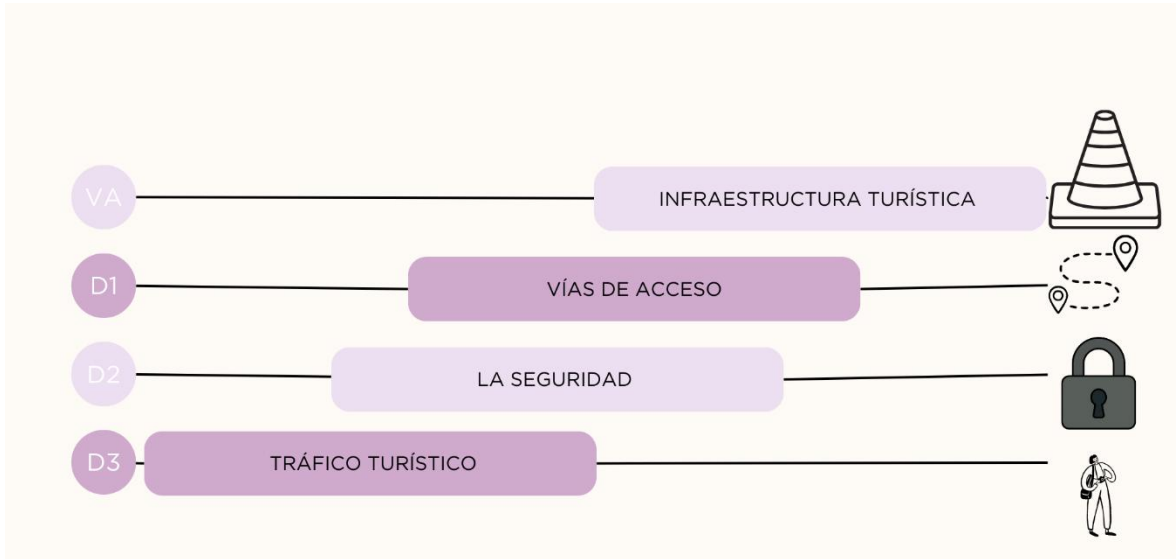 VA
INFRAESTRUCTURA TURÍSTICA
D1
VÍAS DE ACCESO
D2
LA SEGURIDAD
D3
TRÁFICO TURÍSTICO